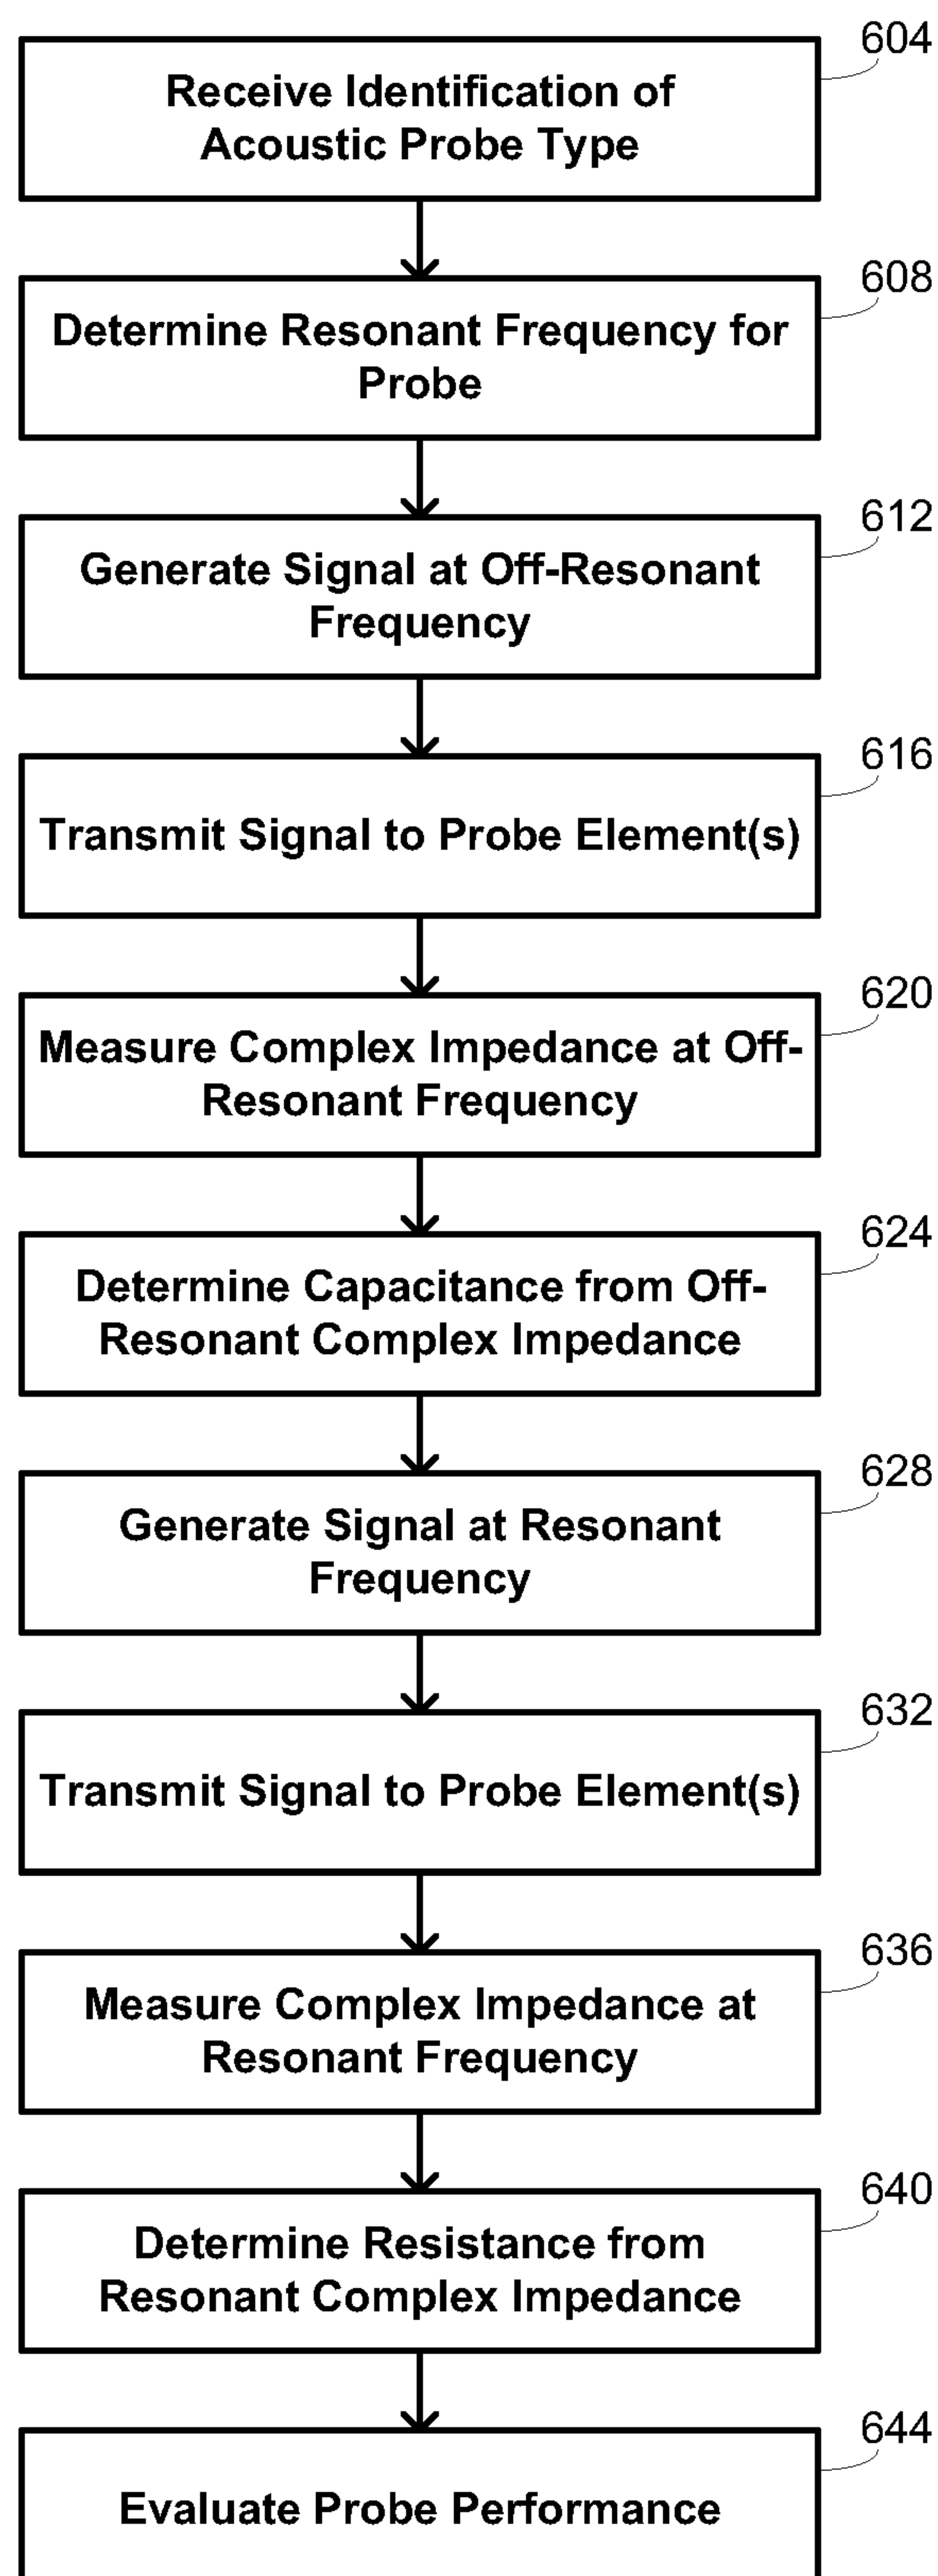 604
Receive Identification of
Acoustic Probe Type
608
Determine Resonant Frequency for
Probe
612
Generate Signal at Off-Resonant
Frequency
616
Transmit Signal to Probe Element(s)
620
Measure Complex Impedance at Off-
Resonant Frequency
624
Determine Capacitance from Off-
Resonant Complex Impedance
628
Generate Signal at Resonant
Frequency
632
Transmit Signal to Probe Element(s)
636
Measure Complex Impedance at
Resonant Frequency
640
Determine Resistance from
Resonant Complex Impedance
644
Evaluate Probe Performance